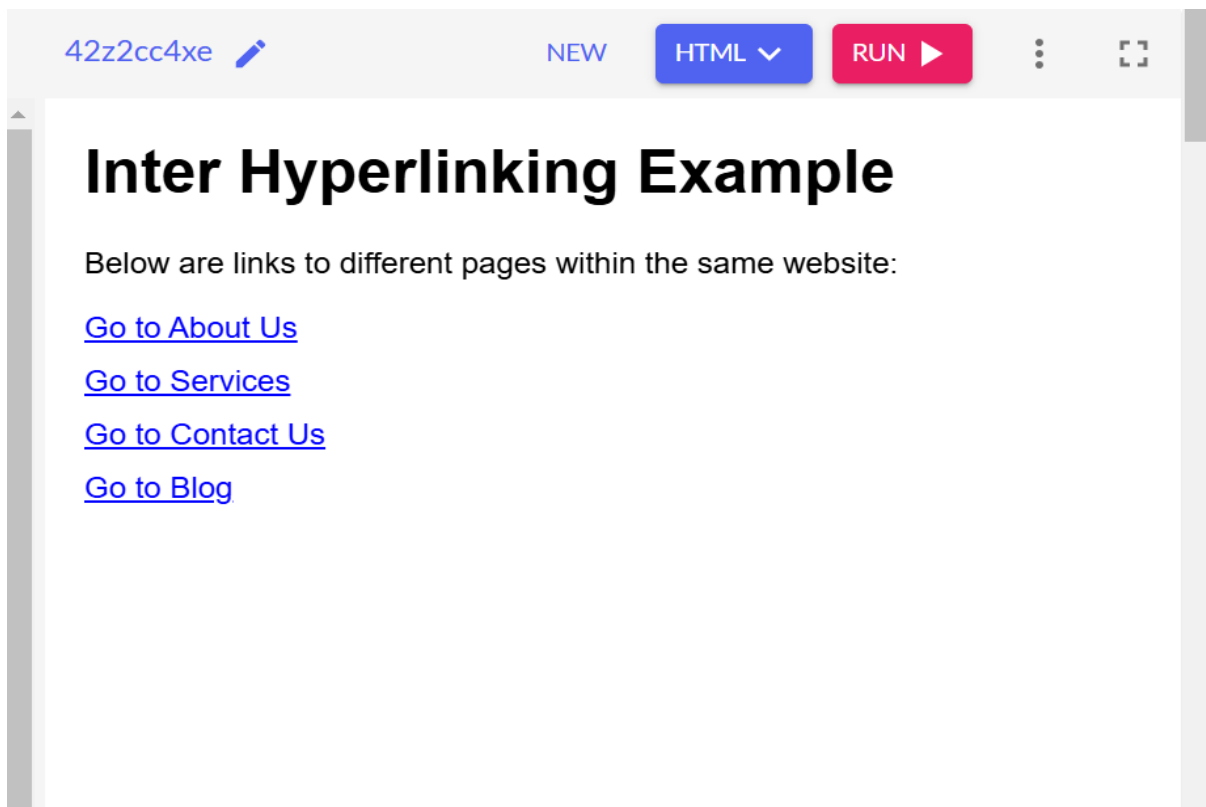 42z2cc4xe NEW HTML RUN
Inter Hyperlinking Example
Below are links to different pages within the same website:
Go to About Us
Go to Services
Go to Contact Us
Go to Blog